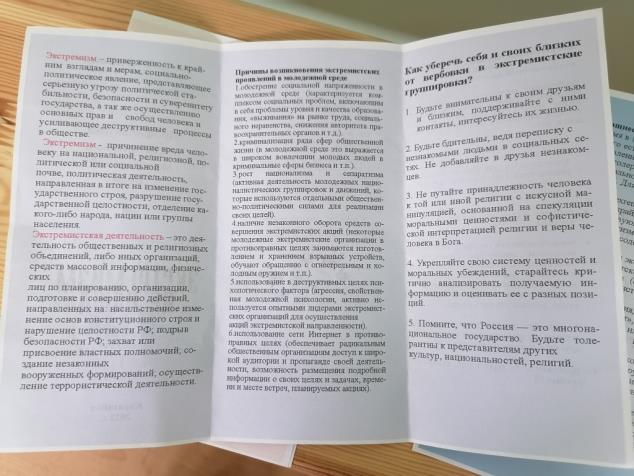 Экстремизм – приверженность к край-
ним взглядам и мерам, социально-
политическое явление, представляющее
серьезную угрозу политической ста-
бильности, безопасности и суверенитету
государства, а так же осуществлению
основных прав и свобод человека и
усиливающее деструктивные процессы
в обществе.
Экстремизм - причинение вреда чело-
веку на национальной, религиозной, по-
литической или социальной
почве, политическая деятельность,
направленная в итоге на изменение гос-
ударственного строя, разрушение госу-
дарственной целостности, отделение ка-
кого-либо народа, нации или группы
населения.
Экстремистская деятельность – это дея-
тельность общественных и религиозных
объединений, либо иных организаций,
средств массовой информации, физиче-
ских
лиц по планированию, организации,
подготовке и совершению действий,
направленных на: насильственное изме-
нение основ конституционного строя и
нарушение целостности РФ; подрыв
безопасности РФ; захват или
присвоение властных полномочий; со-
здание незаконных
вооруженных формирований; осуществ-
ление террористической деятельности.
Причины возникновения экстремистских
проявлений в молодежной среде
1.обострение социальной напряженности в
молодежной среде (характеризуется ком-
плексом социальных проблем, включающим
в себя проблемы уровня и качества образова-
ния, «выживания» на рынке труда, социаль-
ного неравенства, снижения авторитета пра-
воохранительных органов и т.д.).
2.криминализация ряда сфер общественной
жизни (в молодежной среде это выражается
в широком вовлечении молодых людей в
криминальные сферы бизнеса и т.п.).
3.рост национализма и сепаратизма
(активная деятельность молодежных нацио-
налистических группировок и движений, ко-
торые используются отдельными обществен-
но-политическими силами для реализации
своих целей).
4.наличие незаконного оборота средств со-
вершения экстремистских акций (некоторые
молодежные экстремистские организации в
противоправных целях занимаются изготов-
лением и хранением взрывных устройств,
обучают обращению с огнестрельным и хо-
лодным оружием и т.п.).
5.использование в деструктивных целях пси-
хологического фактора (агрессия, свойствен-
ная молодежной психологии, активно ис-
пользуется опытными лидерами экстремист-
ских организаций для осуществления
акций экстремистской направленности).
6.использование сети Интернет в противо-
правных целях (обеспечивает радикальным
общественным организациям доступ к широ-
кой аудитории и пропаганде своей деятель-
ности, возможность размещения подробной
информации о своих целях и задачах, време-
ни и месте встреч, планируемых акциях).
Как уберечь себя и своих близких
от вербовки в экстремистские
группировки?
1. Будьте внимательны к своим друзьям
и близким, поддерживайте с ними
контакты, интересуйтесь их жизнью.
2. Будьте бдительны, ведя переписку с
незнакомыми людьми в социальных се-
тях. Не добавляйте в друзья незнаком-
цев.
3. Не путайте принадлежность человека
к той или иной религии с искусной ма-
нипуляцией, основанной на спекуляции
моральными ценностями и софистиче-
ской интерпретацией религии и веры че-
ловека в Бога.
4. Укрепляйте свою систему ценностей и
моральных убеждений, старайтесь кри-
тично анализировать получаемую ин-
формацию и оценивать ее с разных пози-
ций.
5. Помните, что Россия — это многона-
циональное государство. Будьте толе-
рантны к представителям других
культур, национальностей, религий.